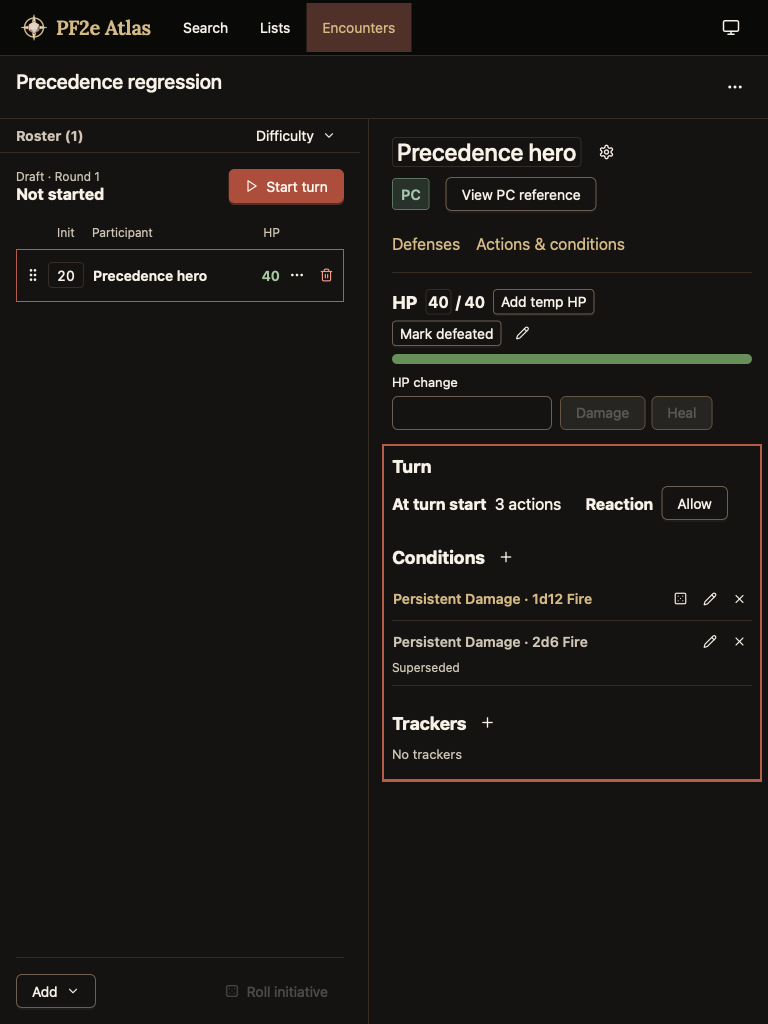 PF2e Atlas
Search
Lists
Encounters
Precedence regression
Roster (1)
Difficulty
Draft · Round 1
Not started
Start turn
Init
Participant
HP
20
Precedence hero
40
Add
Roll initiative
Precedence hero
PC
View PC reference
Defenses
Actions & conditions
HP 40 / 40
Add temp HP
Mark defeated
HP change
Damage
Heal
Turn
At turn start 3 actions
Reaction
Allow
Conditions
Persistent Damage · 1d12 Fire
Persistent Damage · 2d6 Fire
Superseded
Trackers
No trackers